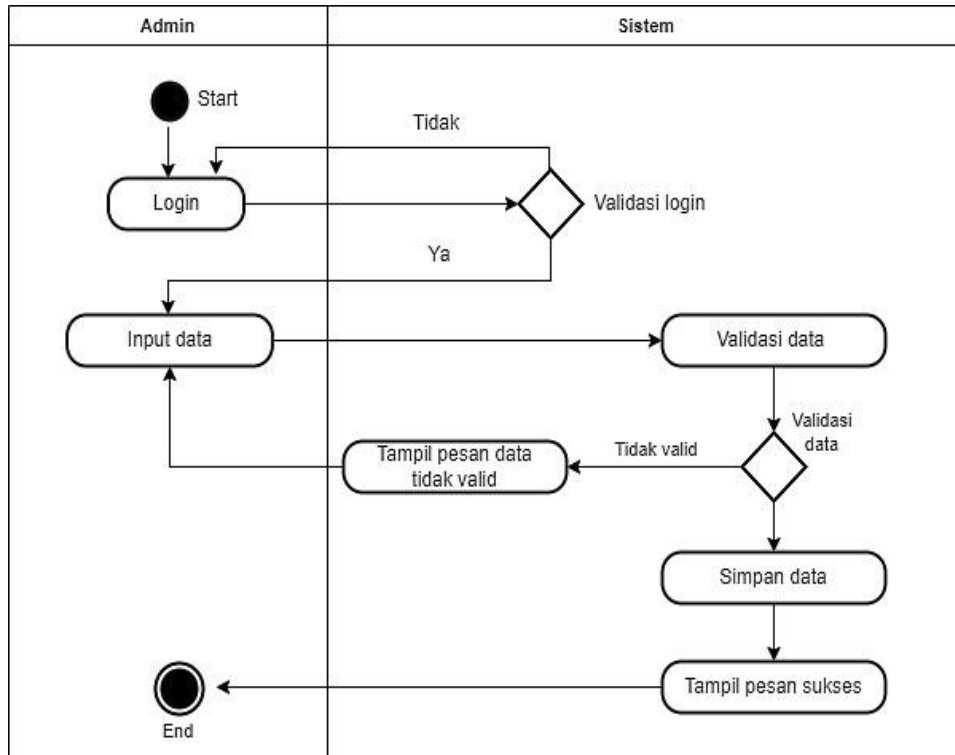 Admin
Sistem
Start
Tidak
Login
Validasi login
Ya
Input data
Validasi data
Validasi
data
Tidak valid
Tampil pesan data
tidak valid
Simpan data
Tampil pesan sukses
End